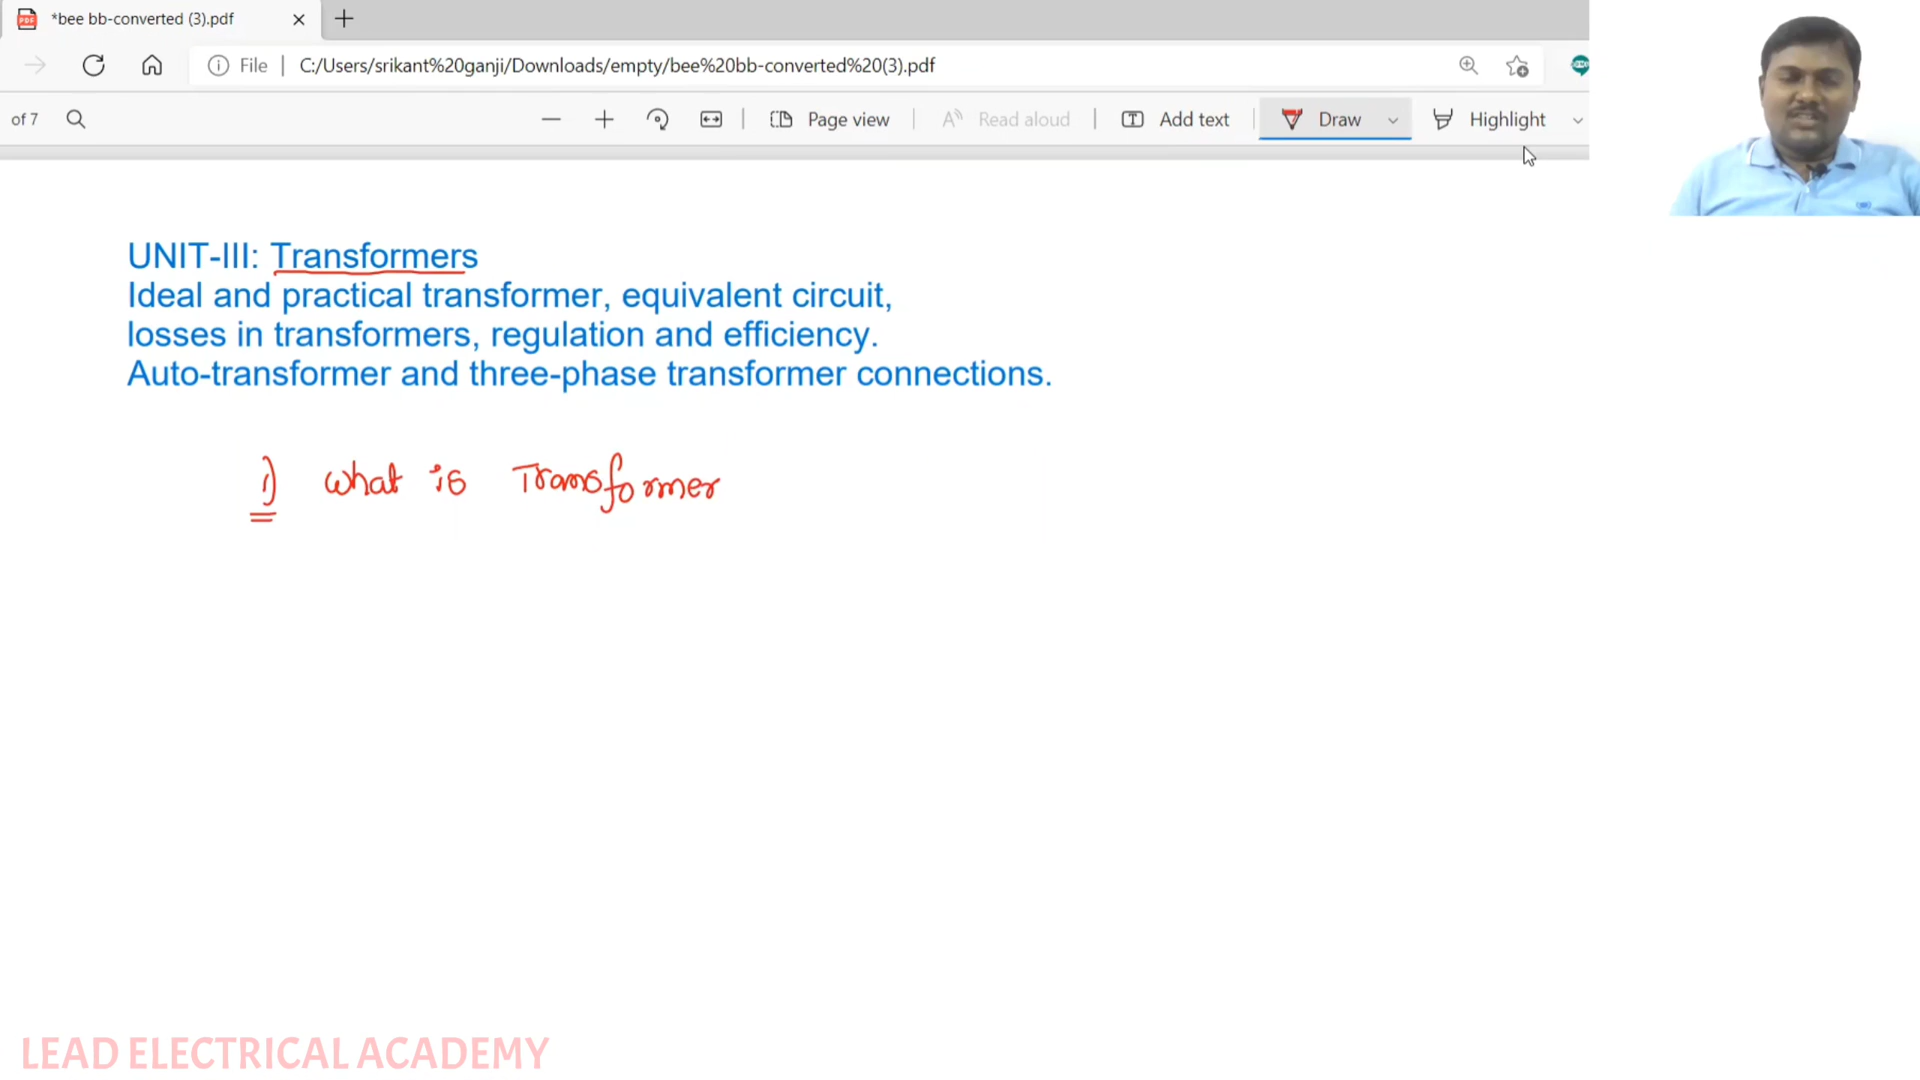 *bee bb-converted (3).pdf
File
C:/Users/srikant%20ganji/Downloads/empty/bee%20bb-converted%20(3).pdf
of 7
Page view
Read aloud
Add text
Draw
Highlight
UNIT-III: Transformers
Ideal and practical transformer, equivalent circuit,
losses in transformers, regulation and efficiency.
Auto-transformer and three-phase transformer connections.
1) what is Transformer
LEAD ELECTRICAL ACADEMY